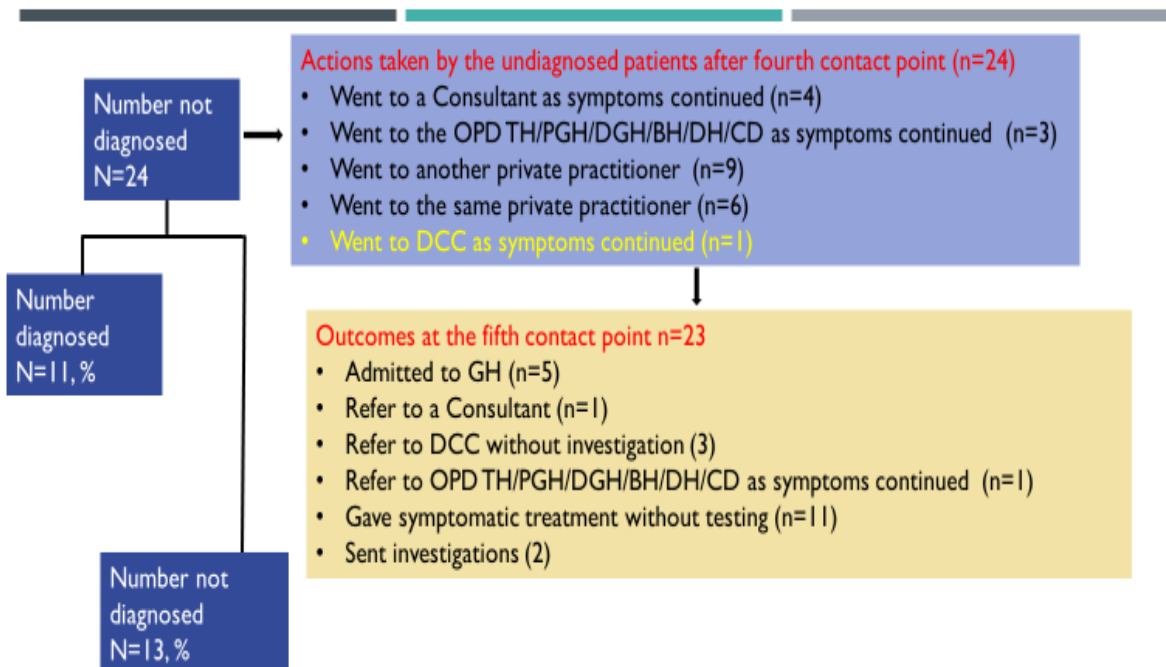 Number not
diagnosed
N=24
Actions taken by the undiagnosed patients after fourth contact point (n=24)
• Went to a Consultant as symptoms continued (n=4)
• Went to the OPD TH/PGH/DGH/BH/DH/CD as symptoms continued (n=3)
• Went to another private practitioner (n=9)
• Went to the same private practitioner (n=6)
• Went to DCC as symptoms continued (n=1)
Number
diagnosed
N=11, %
Outcomes at the fifth contact point n=23
• Admitted to GH (n=5)
• Refer to a Consultant (n=1)
• Refer to DCC without investigation (3)
• Refer to OPD TH/PGH/DGH/BH/DH/CD as symptoms continued (n=1)
• Gave symptomatic treatment without testing (n=11)
• Sent investigations (2)
Number not
diagnosed
N=13, %